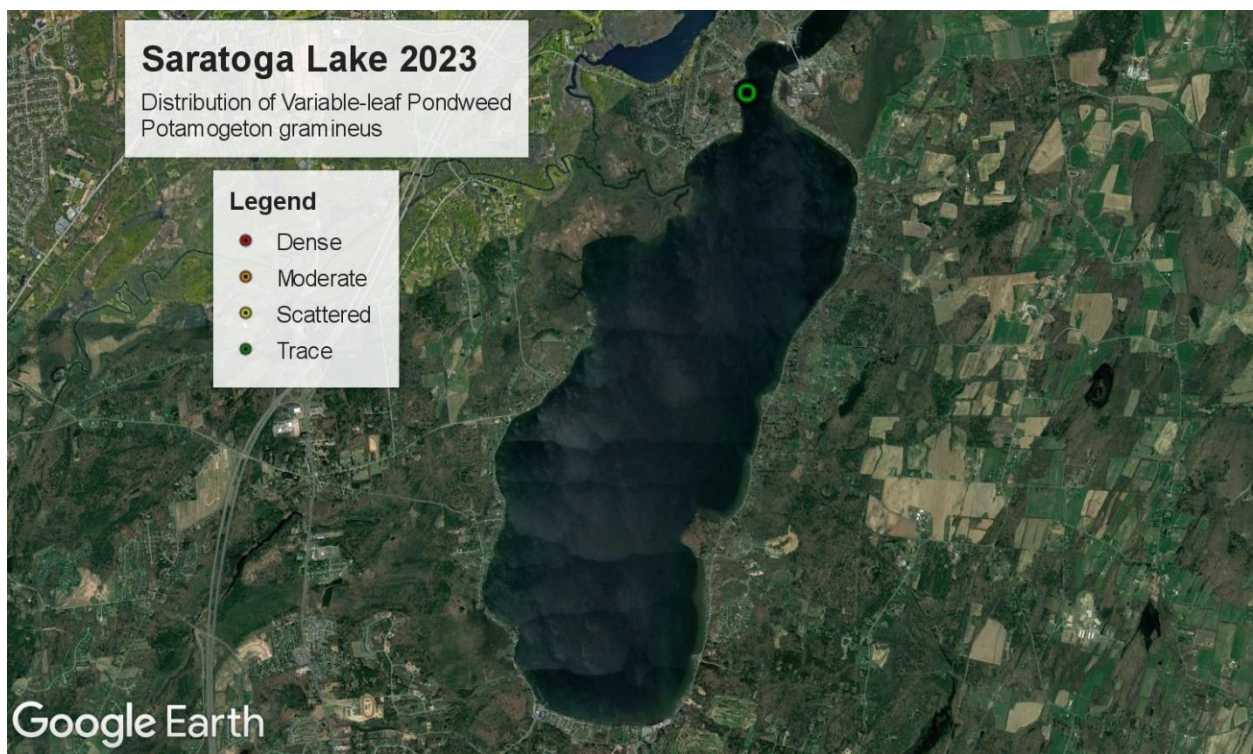 Saratoga Lake 2023
Distribution of Variable-leaf Pondweed
Potamogeton gramineus
Legend
Dense
Moderate
Scattered
Trace
Google Earth